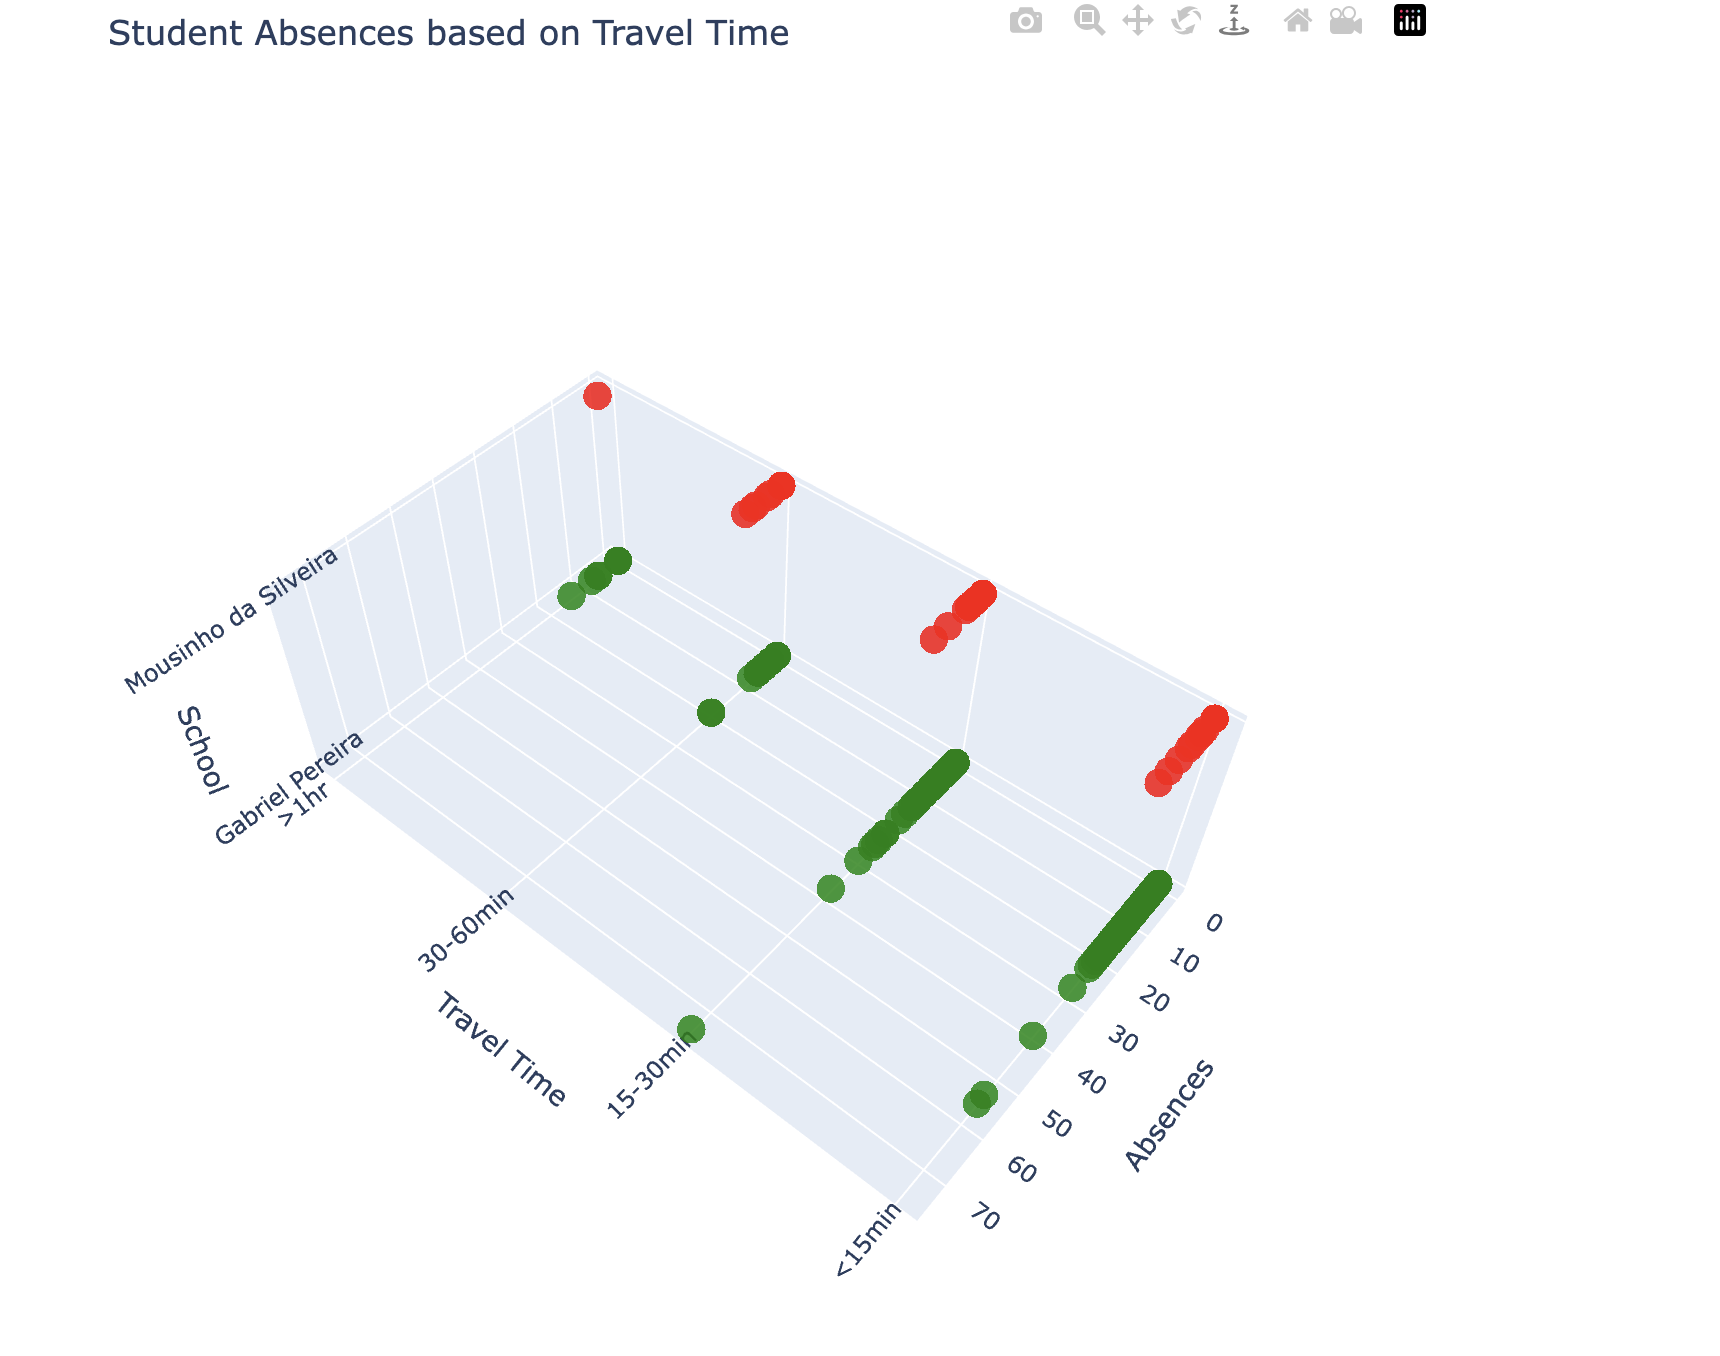 Student Absences based on Travel Time
z
Mousinho da Silveira
School
Gabriel Pereira
>1hr
30-60min
Travel Time
15-30min
<15min
0
10
20
30
40
50
60
70
Absences